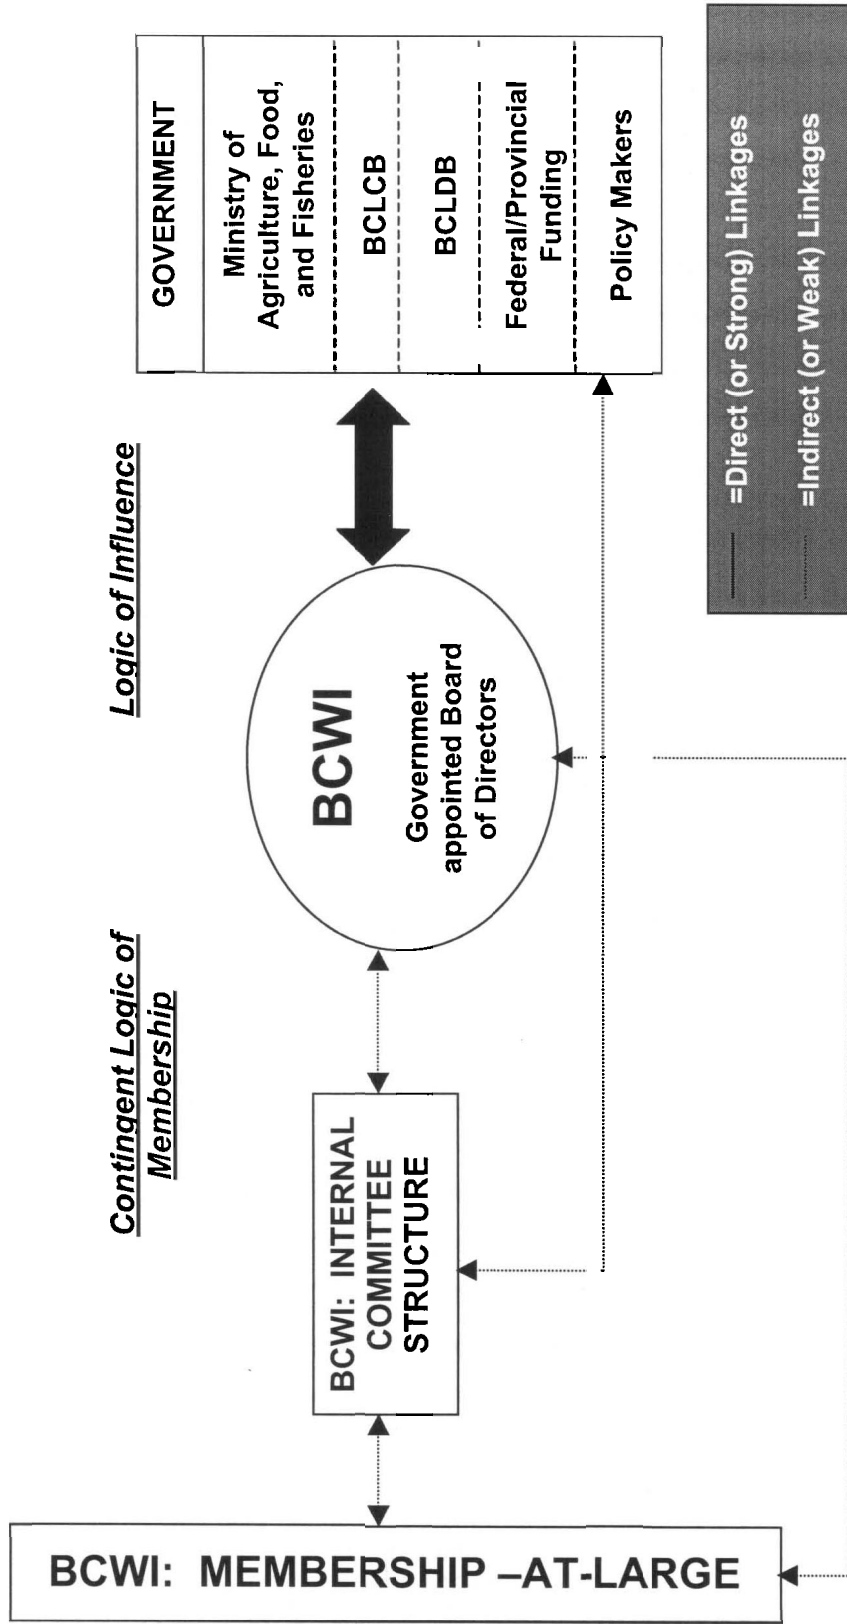 Contingent Logic of
Membership
Logic of Influence
BCWI:  MEMBERSHIP –AT-LARGE
BCWI:  INTERNAL
COMMITTEE
STRUCTURE
BCWI
Government
appointed Board
of Directors
GOVERNMENT
Ministry of
Agriculture, Food,
and Fisheries
BCLCB
BCLDB
Federal/Provincial
Funding
Policy Makers
=Direct (or Strong) Linkages
=Indirect (or Weak) Linkages